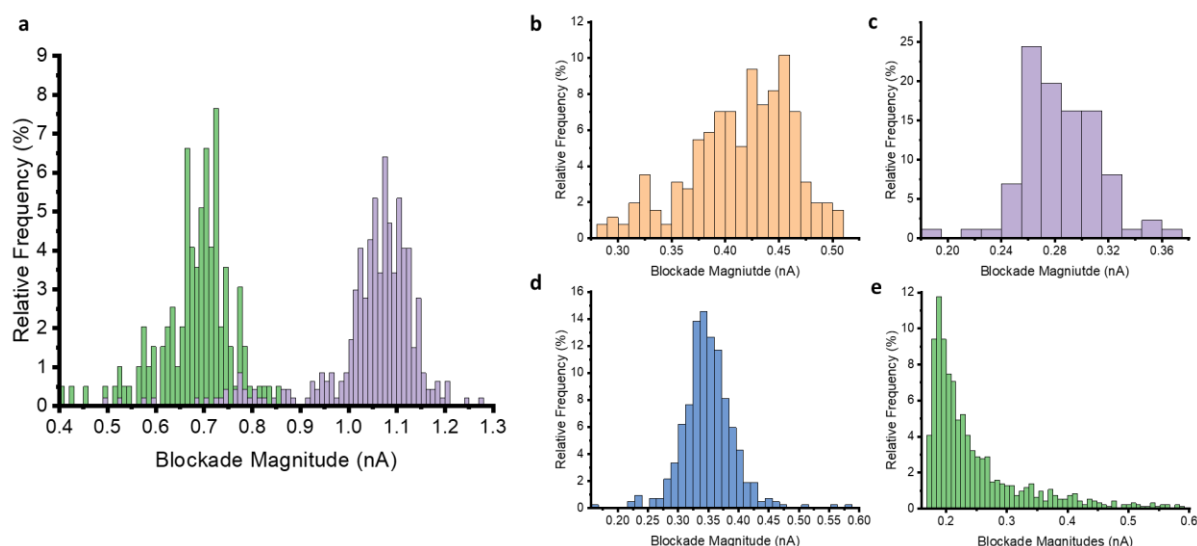 a
9
8
7
6
5
4
3
2
1
0
Relative Frequency (%)
0.4 0.5 0.6 0.7 0.8 0.9 1.0 1.1 1.2 1.3
Blockade Magnitude (nA)
b
12
10
8
6
4
2
0
Relative Frequency (%)
0.30 0.35 0.40 0.45 0.50
Blockade Magniutde (nA)
c
25
20
15
10
5
0
Relative Frequency (%)
0.20 0.24 0.28 0.32 0.36
Blockade Magniutde (nA)
d
16
14
12
10
8
6
4
2
0
Relative Frequency (%)
0.20 0.25 0.30 0.35 0.40 0.45 0.50 0.55 0.60
Blockade Magnitude (nA)
e
12
10
8
6
4
2
0
Relative Frequency (%)
0.2 0.3 0.4 0.5 0.6
Blockade Magnitudes (nA)